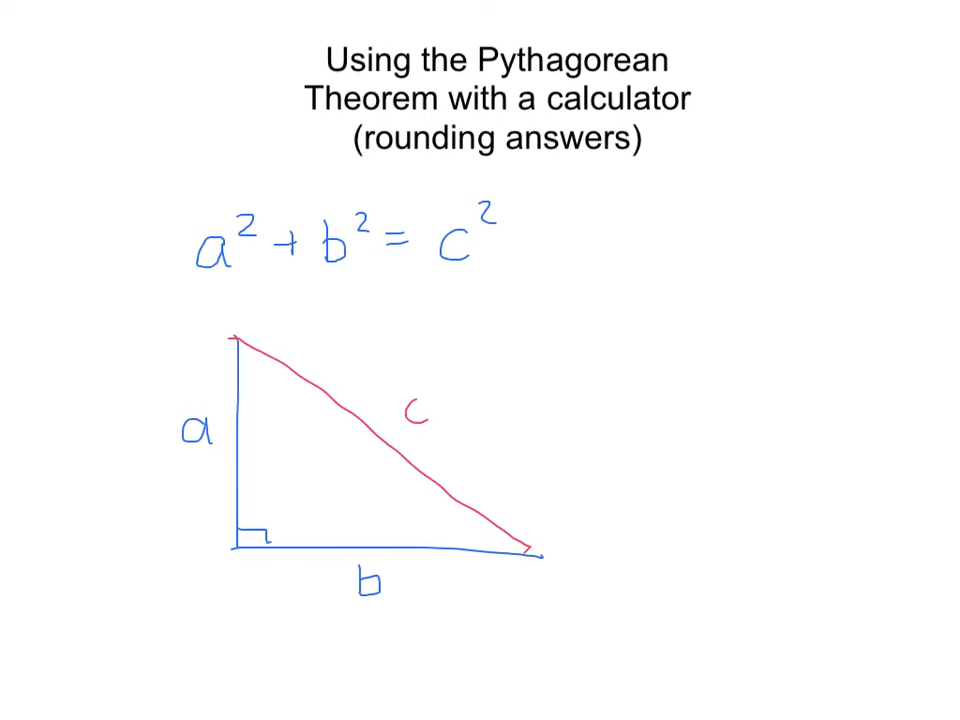 Using the Pythagorean
Theorem with a calculator
(rounding answers)
a² + b² = c²
c
a
b